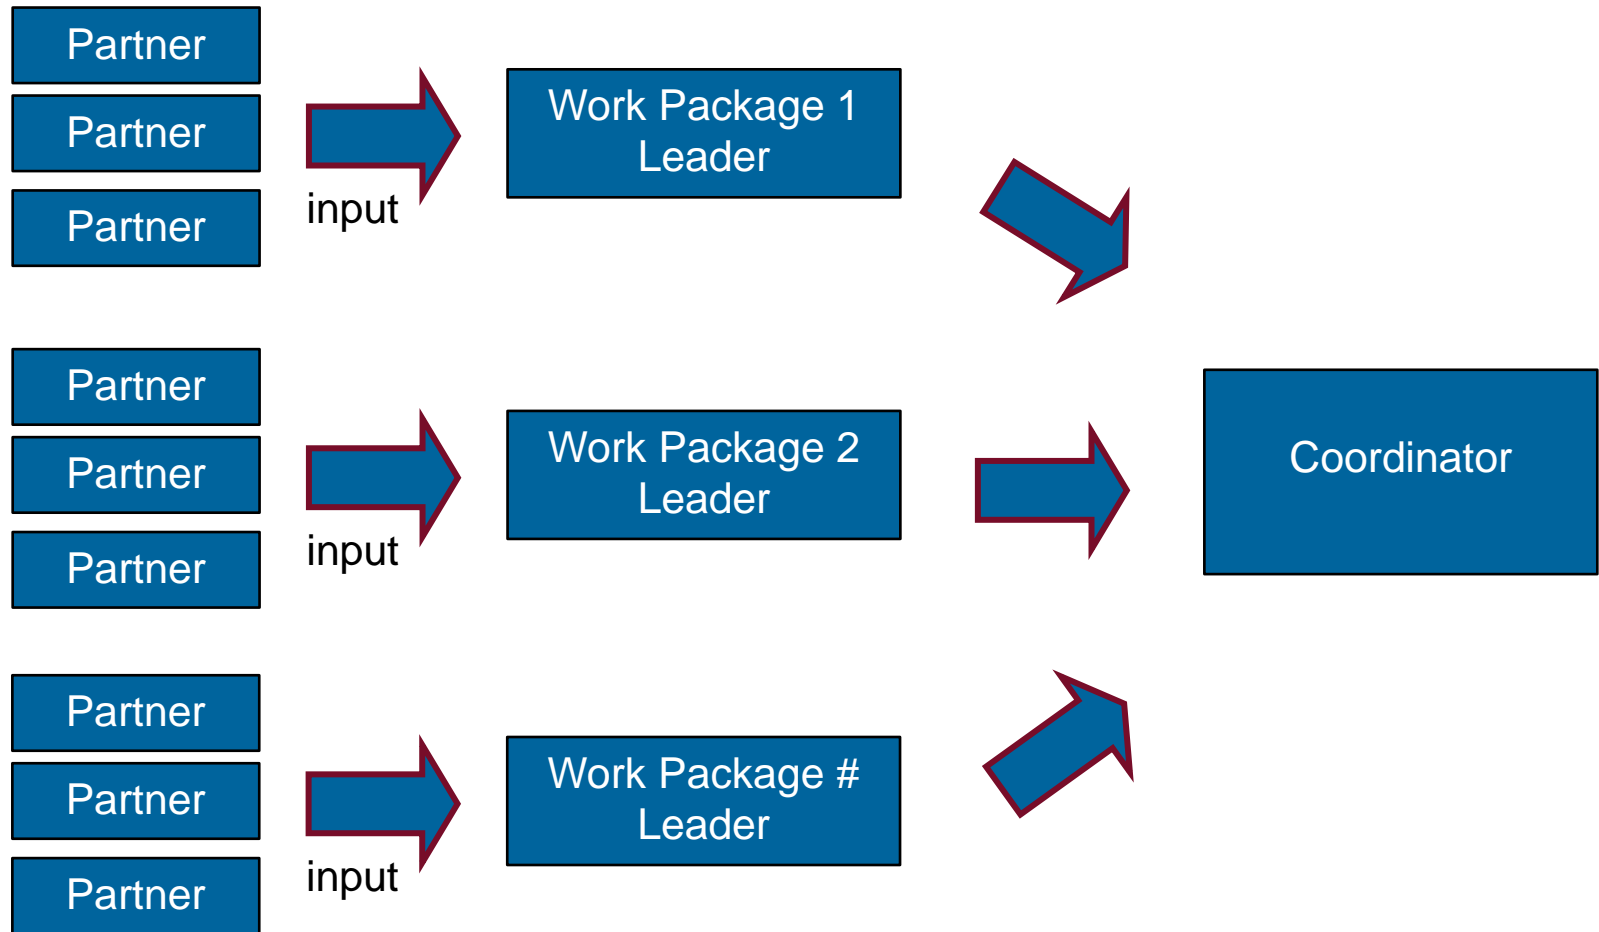 Partner
Partner
Partner
input
Work Package 1
Leader
Partner
Partner
Partner
input
Work Package 2
Leader
Coordinator
Partner
Partner
Partner
input
Work Package #
Leader